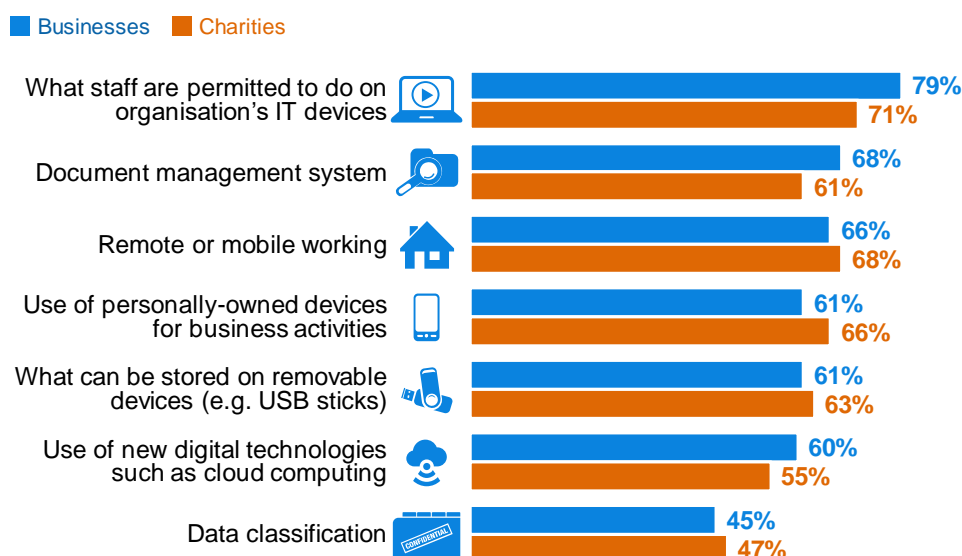 Businesses Charities
What staff are permitted to do on
organisation's IT devices
79%
71%
Document management system
68%
61%
Remote or mobile working
66%
68%
Use of personally-owned devices
for business activities
61%
66%
What can be stored on removable
devices (e.g. USB sticks)
61%
63%
Use of new digital technologies
such as cloud computing
60%
55%
Data classification
CONFIDENTIAL
45%
47%